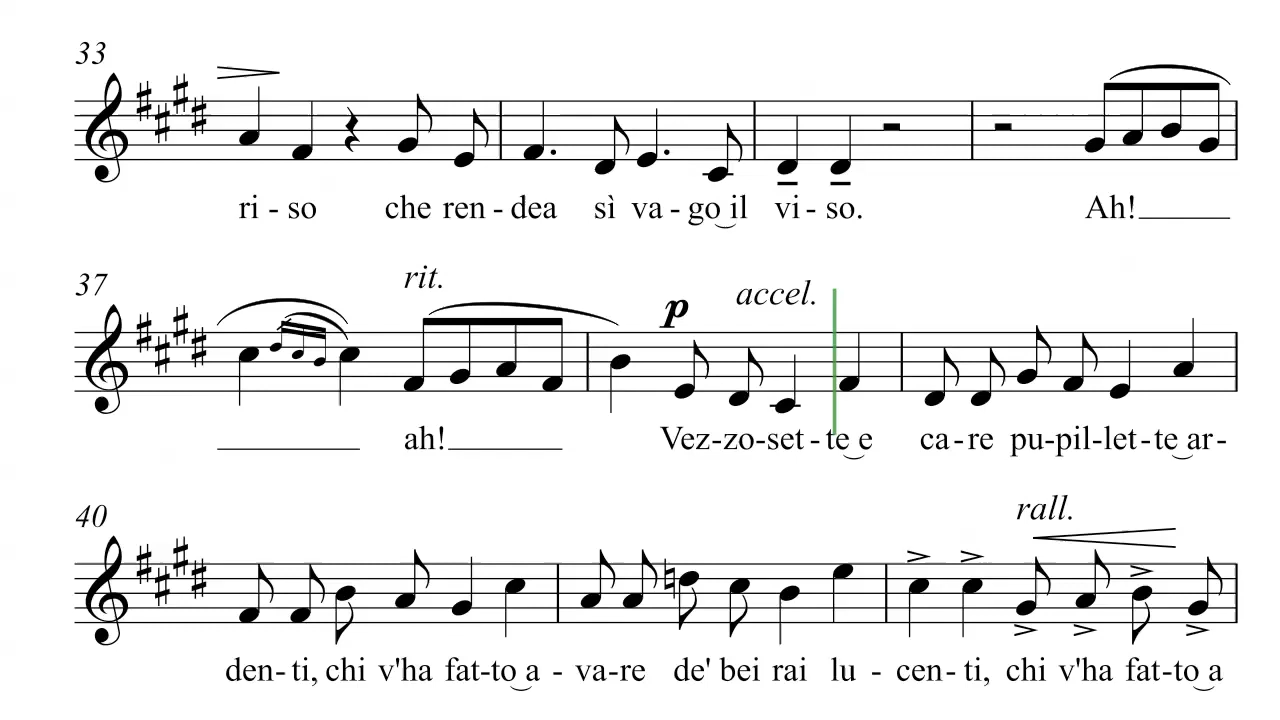 33
ri - so che ren - dea sì va - go il vi - so. Ah!
37
rit.
p accel.
ah! Vez-zo-set - te e ca - re pu-pil-let - te ar-
40
rall.
den - ti, chi v'ha fat-to a - va-re de' bei rai lu - cen - ti, chi v'ha fat-to a